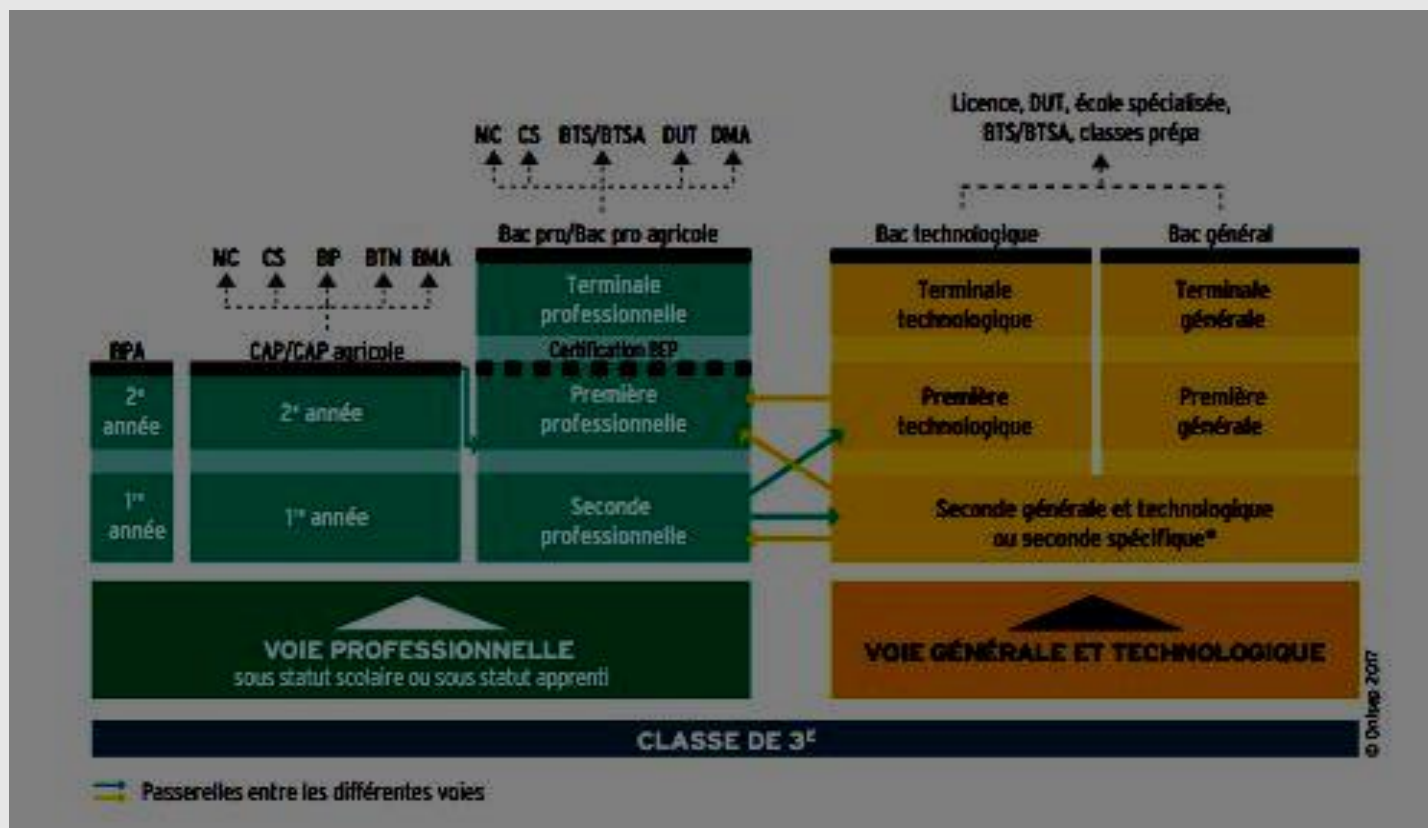 Licence, DUT, école spécialisée,
BTS/BTSA, classes prépa
MC CS BTS/BTSA DUT DMA
Bac pro/Bac pro agricole
Bac technologique
Bac général
MC CS BP BTN BMA
Terminale
professionnelle
Terminale
technologique
Terminale
générale
BPA
CAP/CAP agricole
Certification BEP
2e
année
2e année
Première
professionnelle
Première
technologique
Première
générale
1re
année
1re année
Seconde
professionnelle
Seconde générale et technologique
ou seconde spécifique*
VOIE PROFESSIONNELLE
sous statut scolaire ou sous statut apprenti
VOIE GÉNÉRALE ET TECHNOLOGIQUE
© Onisep 2017
CLASSE DE 3E
Passerelles entre les différentes voies